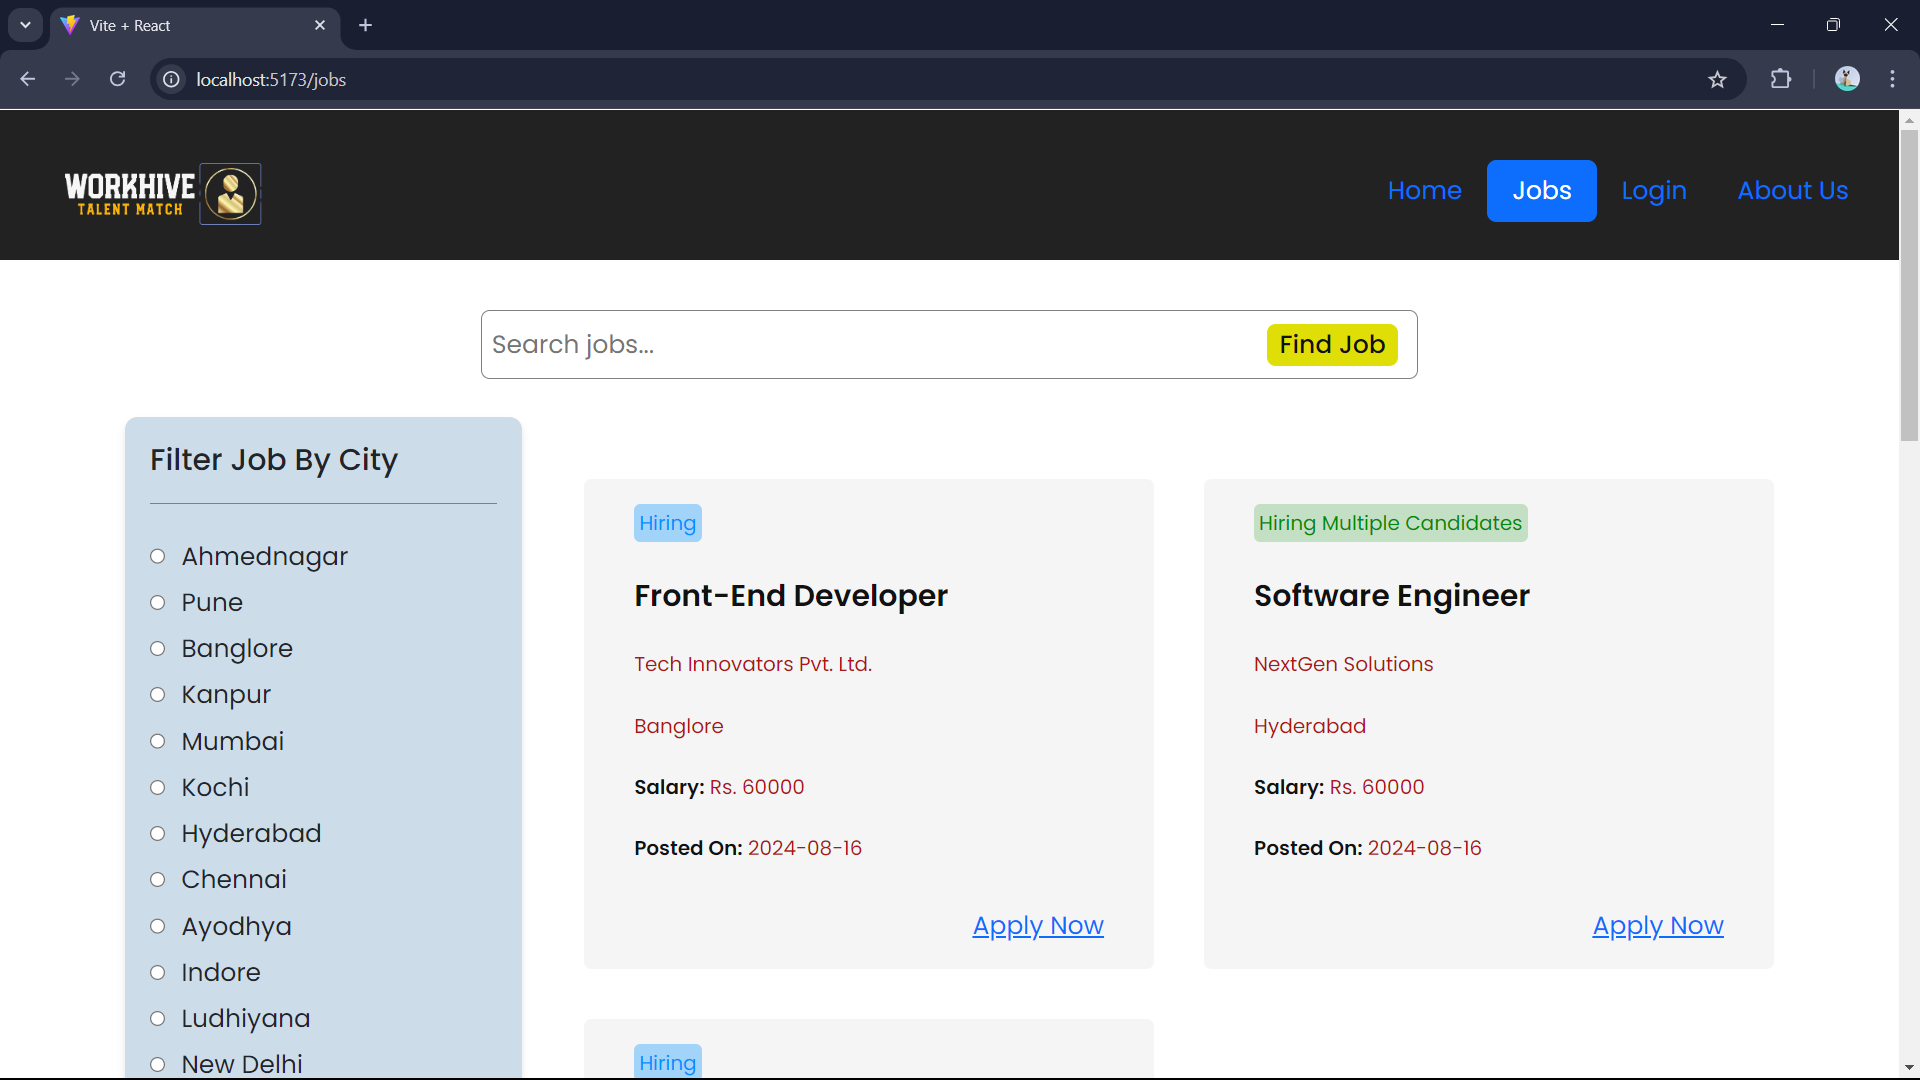 Vite + React
localhost:5173/jobs
WORKHIVE
TALENT MATCH
Home
Jobs
Login
About Us
Search jobs...
Find Job
Filter Job By City
Ahmednagar
Pune
Banglore
Kanpur
Mumbai
Kochi
Hyderabad
Chennai
Ayodhya
Indore
Ludhiyana
New Delhi
Hiring
Front-End Developer
Tech Innovators Pvt. Ltd.
Banglore
Salary: Rs. 60000
Posted On: 2024-08-16
Apply Now
Hiring Multiple Candidates
Software Engineer
NextGen Solutions
Hyderabad
Salary: Rs. 60000
Posted On: 2024-08-16
Apply Now
Hiring